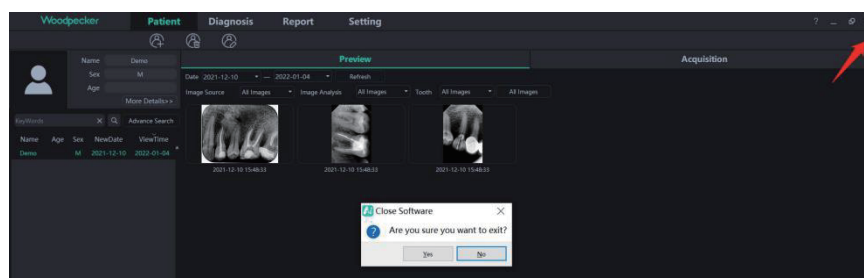 Woodpecker Patient Diagnosis Report Setting ?
Name Demo
Sex M
Age
More Details>>
KeyWords Advance Search
Name Age Sex NewDate ViewTime
Demo M 2021-12-10 2022-01-04
Preview Acquisition
Date 2021-12-10 — 2022-01-04 Refresh
Image Source All Images Image Analysis All Images Tooth All Images All Images
2021-12-10 15:48:33 2021-12-10 15:48:33 2021-12-10 15:48:33
Close Software
Are you sure you want to exit?
Yes No